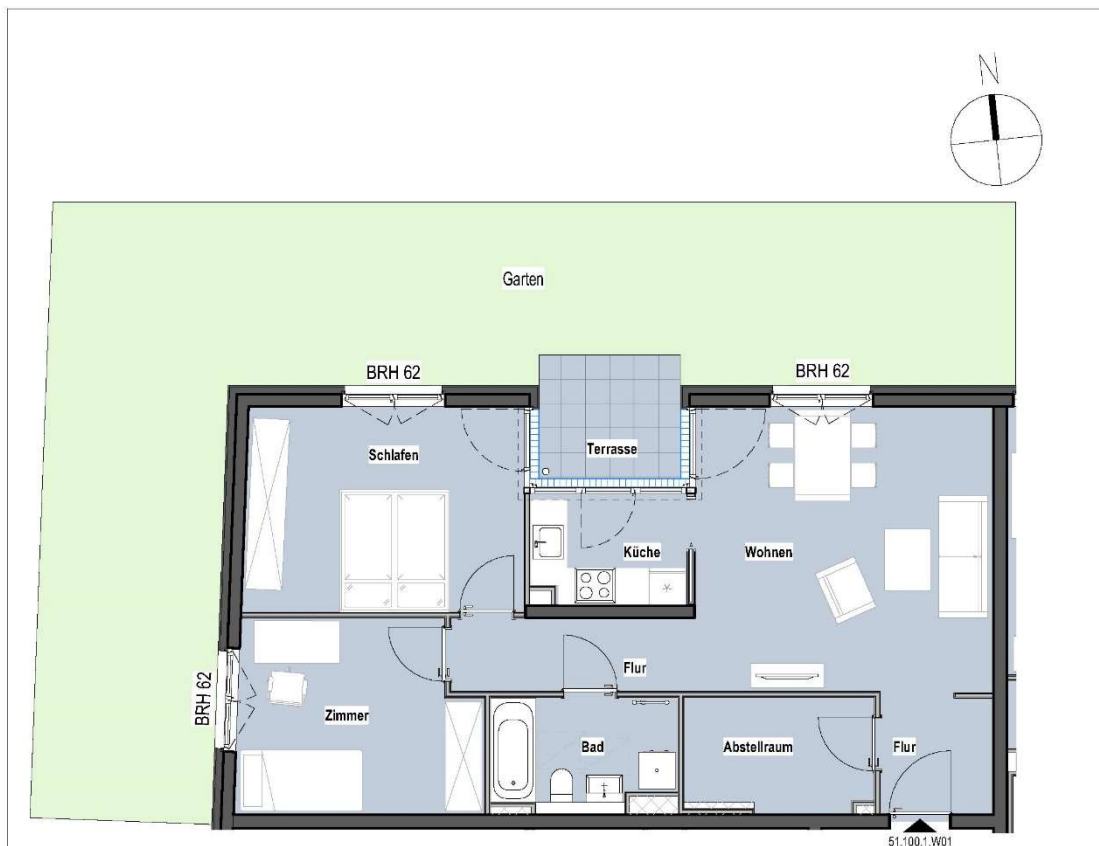 N
Garten
BRH 62
BRH 62
Schlafen
Terrasse
Küche
Wohnen
Flur
BRH 62
Zimmer
Bad
Abstellraum
Flur
51.100.1.W01